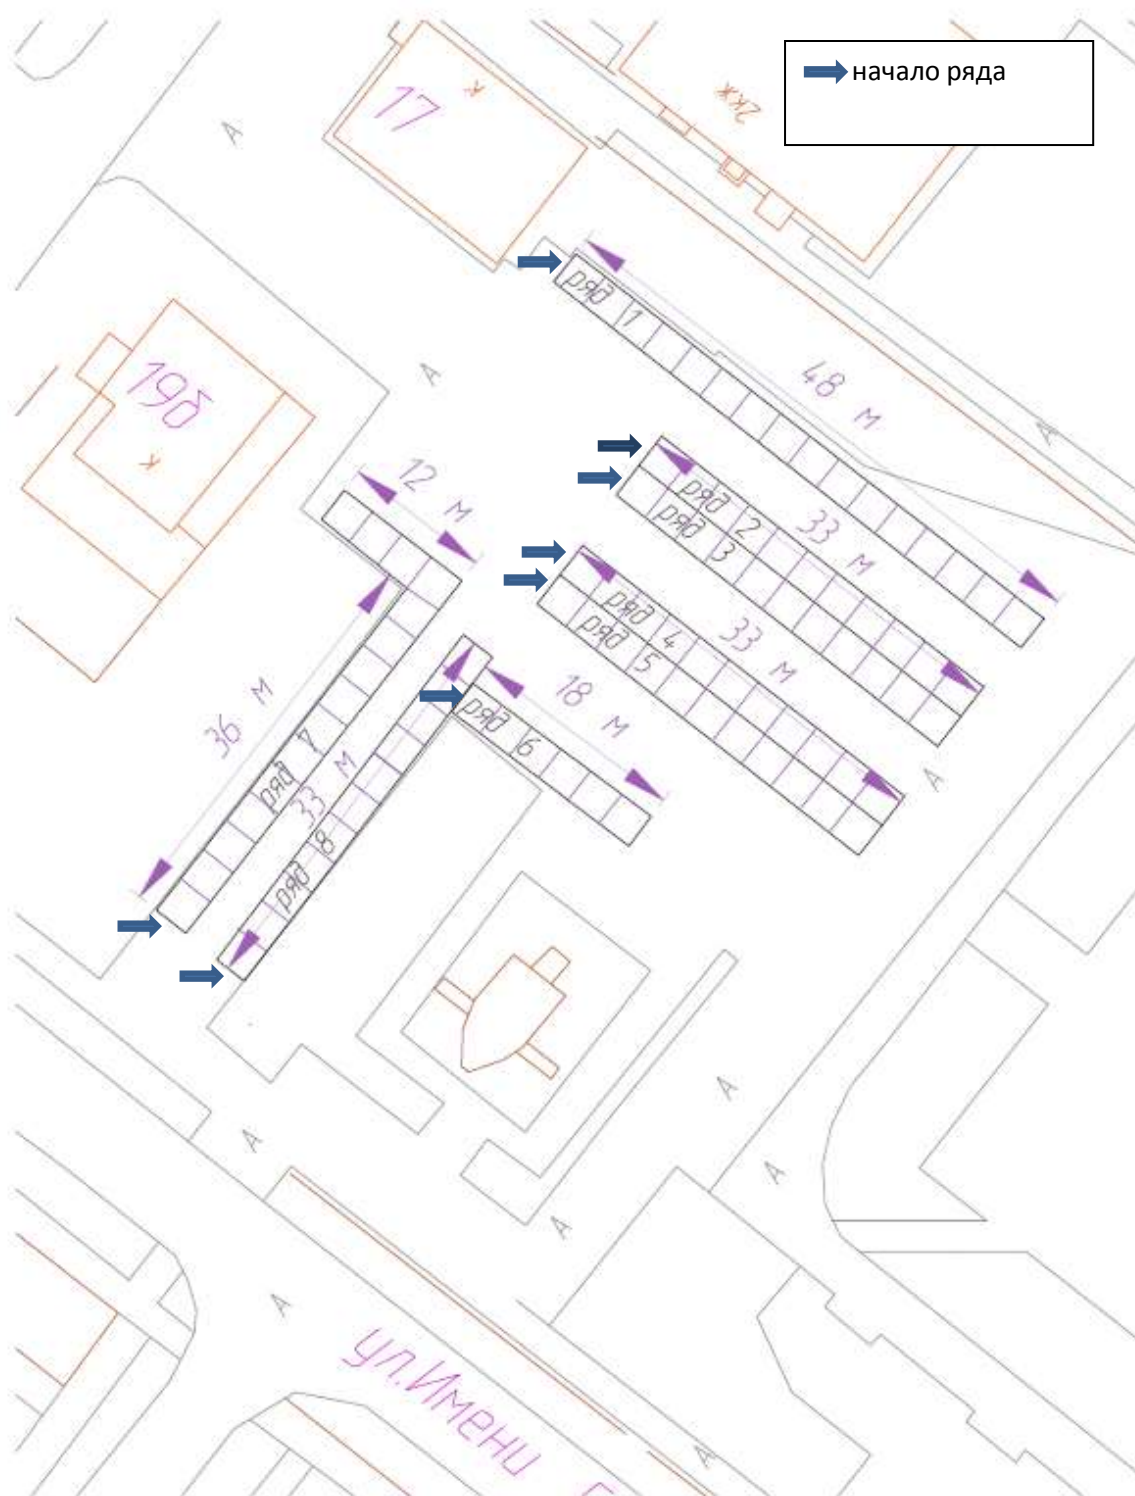 начало ряда
17
К
2КЖ
А
ряд 1
48 м
А
19б
К
А
12 м
ряд 2
33 м
ряд 3
ряд 4
33 м
ряд 5
36 м
18 м
ряд 6
ряд 7
33 м
ряд 8
А
А
А
А
А
А
ул.Имени
А